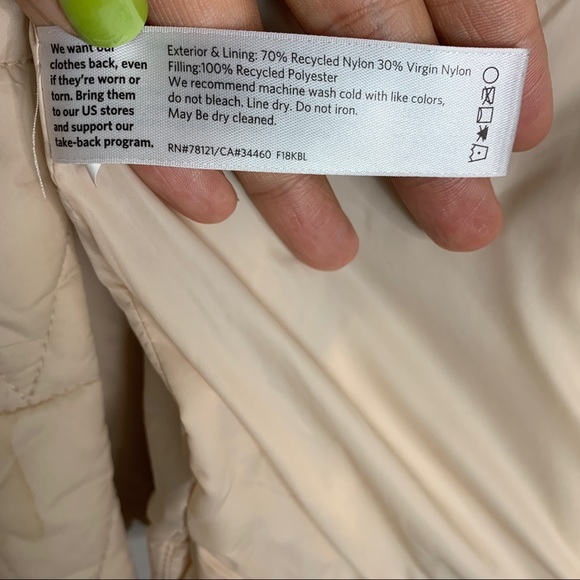 We want our
clothes back, even
if they're worn or
torn. Bring them
to our US stores
and support our
take-back program.
Exterior & Lining: 70% Recycled Nylon 30% Virgin Nylon
Filling:100% Recycled Polyester
We recommend machine wash cold with like colors,
do not bleach. Line dry. Do not iron.
May Be dry cleaned.
RN#78121/CA#34460 F18KBL